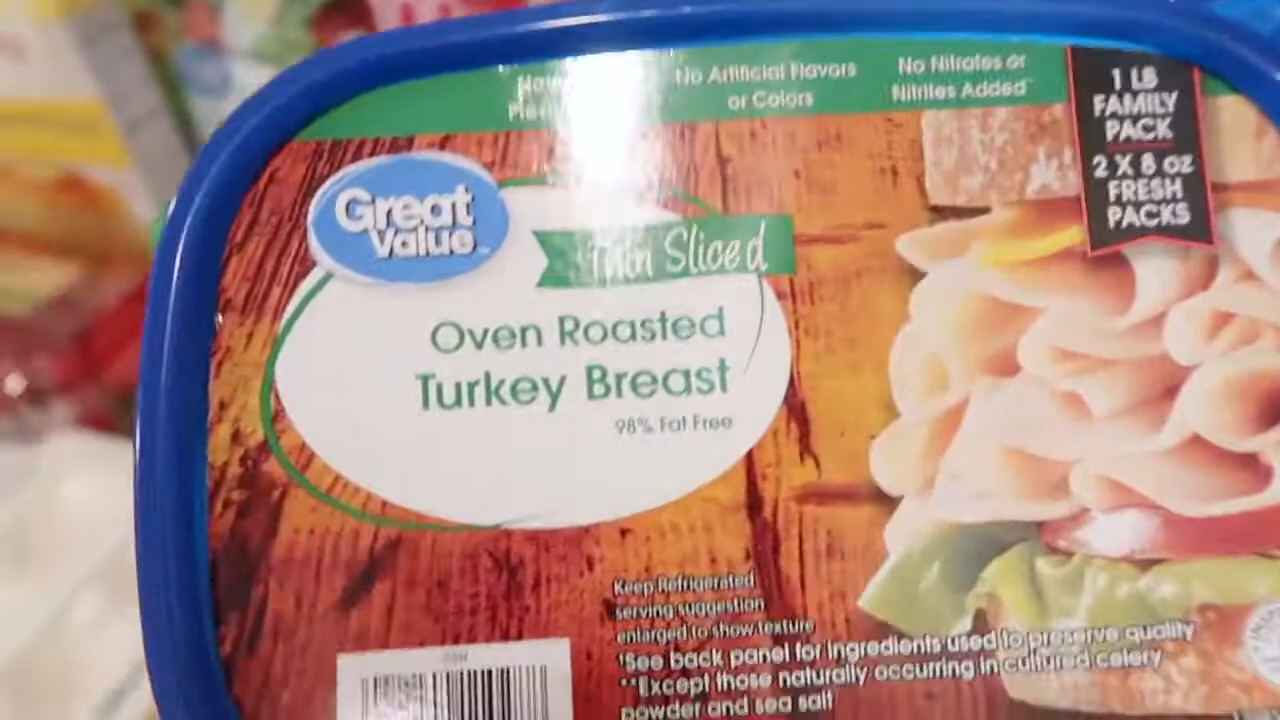 No Artificial Flavors
or Colors
No Nitrates or
Nitrites Added
1 LB
FAMILY
PACK
2 X 8 oz
FRESH
PACKS
Great
Value
Thin Sliced
Oven Roasted
Turkey Breast
98% Fat Free
Keep Refrigerated
serving suggestion
enlarged to show texture
*See back panel for ingredients used to preserve quality
**Except those naturally occurring in cultured celery
powder and sea salt